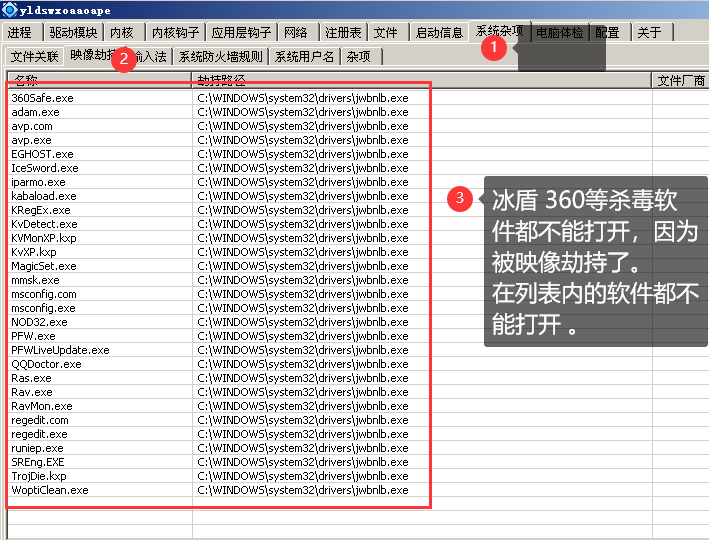 yldswxoaaoape
进程 驱动模块 内核 内核钩子 应用层钩子 网络 注册表 文件 启动信息 系统杂项 电脑体检 配置 关于
1
文件关联 映像劫持 输入法 系统防火墙规则 系统用户名 杂项
2
名称 劫持路径 文件厂商
360Safe.exe C:\WINDOWS\system32\drivers\jwbnlb.exe
adam.exe C:\WINDOWS\system32\drivers\jwbnlb.exe
avp.com C:\WINDOWS\system32\drivers\jwbnlb.exe
avp.exe C:\WINDOWS\system32\drivers\jwbnlb.exe
EGHOST.exe C:\WINDOWS\system32\drivers\jwbnlb.exe
IceSword.exe C:\WINDOWS\system32\drivers\jwbnlb.exe
iparmo.exe C:\WINDOWS\system32\drivers\jwbnlb.exe
kabaload.exe C:\WINDOWS\system32\drivers\jwbnlb.exe
KRegEx.exe C:\WINDOWS\system32\drivers\jwbnlb.exe
KvDetect.exe C:\WINDOWS\system32\drivers\jwbnlb.exe
KVMonXP.kxp C:\WINDOWS\system32\drivers\jwbnlb.exe
KvXP.kxp C:\WINDOWS\system32\drivers\jwbnlb.exe
MagicSet.exe C:\WINDOWS\system32\drivers\jwbnlb.exe
mmsk.exe C:\WINDOWS\system32\drivers\jwbnlb.exe
msconfig.com C:\WINDOWS\system32\drivers\jwbnlb.exe
msconfig.exe C:\WINDOWS\system32\drivers\jwbnlb.exe
NOD32.exe C:\WINDOWS\system32\drivers\jwbnlb.exe
PFW.exe C:\WINDOWS\system32\drivers\jwbnlb.exe
PFWLiveUpdate.exe C:\WINDOWS\system32\drivers\jwbnlb.exe
QQDoctor.exe C:\WINDOWS\system32\drivers\jwbnlb.exe
Ras.exe C:\WINDOWS\system32\drivers\jwbnlb.exe
Rav.exe C:\WINDOWS\system32\drivers\jwbnlb.exe
RavMon.exe C:\WINDOWS\system32\drivers\jwbnlb.exe
regedit.com C:\WINDOWS\system32\drivers\jwbnlb.exe
regedit.exe C:\WINDOWS\system32\drivers\jwbnlb.exe
runiep.exe C:\WINDOWS\system32\drivers\jwbnlb.exe
SREng.EXE C:\WINDOWS\system32\drivers\jwbnlb.exe
TrojDie.kxp C:\WINDOWS\system32\drivers\jwbnlb.exe
WoptiClean.exe C:\WINDOWS\system32\drivers\jwbnlb.exe
3
冰盾 360等杀毒软
件都不能打开，因为
被映像劫持了。
在列表内的软件都不
能打开 。